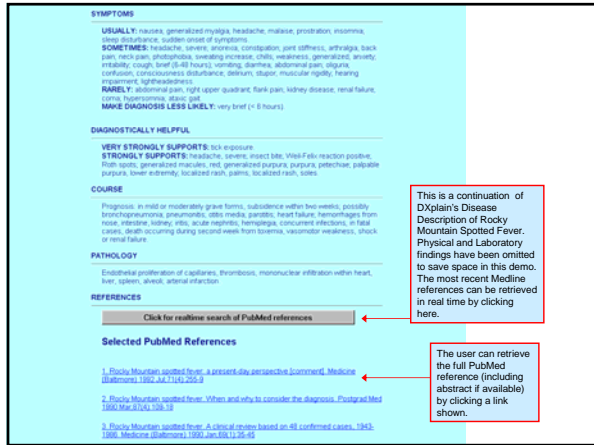 SYMPTOMS
USUALLY: nausea, generalized myalgia, headache, malaise, prostration, insomnia,
sleep disturbance, sudden onset of symptoms.
SOMETIMES: headache, severe; anorexia, constipation, joint stiffness, arthralgia, back
pain, neck pain, photophobia, sweating increase, chills; weakness, generalized; anxiety;
irritability; cough; brief (6-48 hours); vomiting; diarrhea, abdominal pain; oliguria,
confusion, consciousness disturbance, delirium, stupor, muscular rigidity; hearing
impairment, lightheadedness.
RARELY: abdominal pain, right upper quadrant; flank pain, kidney disease, renal failure,
coma, hypersomnia, ataxic gait.
MAKE DIAGNOSIS LESS LIKELY: very brief (< 6 hours).
DIAGNOSTICALLY HELPFUL
VERY STRONGLY SUPPORTS: tick exposure.
STRONGLY SUPPORTS: headache, severe; insect bite; Weil-Felix reaction positive;
Roth spots; generalized macules, red; generalized purpura; purpura, petechiae; palpable
purpura, lower extremity; localized rash, palms; localized rash, soles.
COURSE
Prognosis: in mild or moderately grave forms, subsidence within two weeks; possibly
bronchopneumonia; pneumonitis; otitis media; parotitis; heart failure; hemorrhages from
nose, intestine, kidney; iritis, acute nephritis; hemiplegia, concurrent infections, in fatal
cases, death occurring during second week from toxemia, vasomotor weakness, shock
or renal failure.
PATHOLOGY
Endothelial proliferation of capillaries, thrombosis, mononuclear infiltration within heart,
liver, spleen, alveoli; arterial infarction
REFERENCES
Click for realtime search of PubMed references
Selected PubMed References
1. Rocky Mountain spotted fever: a present-day perspective [comment]. Medicine
(Baltimore) 1992 Jul;71(4):255-9
2. Rocky Mountain spotted fever. When and why to consider the diagnosis. Postgrad Med
1990 Mar;87(4):109-18
3. Rocky Mountain spotted fever. A clinical review based on 48 confirmed cases, 1943-
1986. Medicine (Baltimore) 1990 Jan;69(1):35-45
This is a continuation of
DXplain's Disease
Description of Rocky
Mountain Spotted Fever.
Physical and Laboratory
findings have been omitted
to save space in this demo.
The most recent Medline
references can be retrieved
in real time by clicking
here.
The user can retrieve
the full PubMed
reference (including
abstract if available)
by clicking a link
shown.